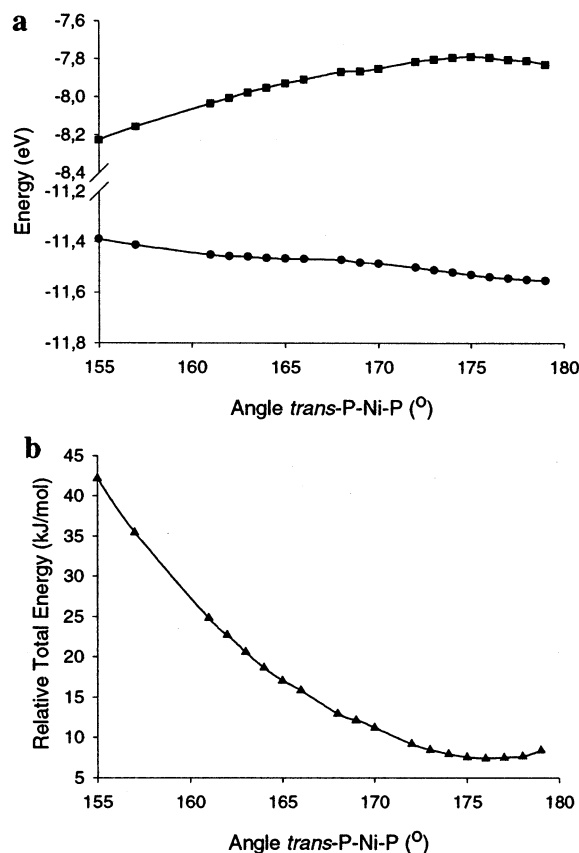 a
-7,6
-7,8
-8,0
-8,2
-8,4
-11,2
-11,4
-11,6
-11,8
Energy (eV)
155 160 165 170 175 180
Angle trans-P-Ni-P (O)
b
45
40
35
30
25
20
15
10
5
Relative Total Energy (kJ/mol)
155 160 165 170 175 180
Angle trans-P-Ni-P (O)